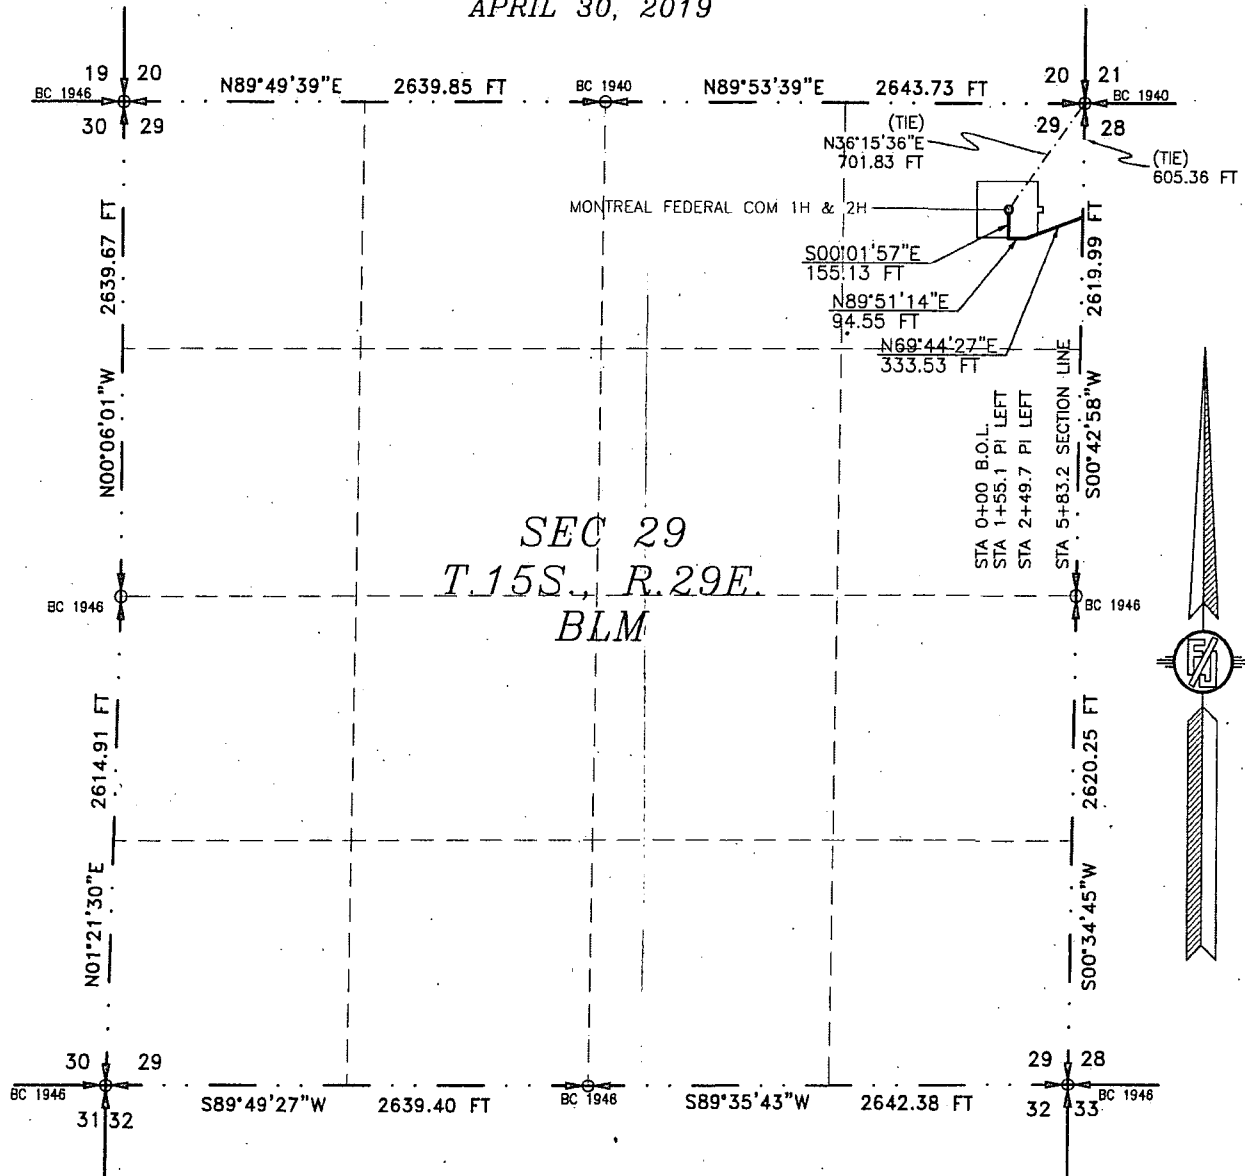 APRIL 30, 2019
19 20
N89°49'39"E 2639.85 FT
BC 1940
N89°53'39"E 2643.73 FT
20 21
BC 1946
BC 1940
30 29
29 28
(TIE)
N36°15'36"E
701.83 FT
(TIE)
605.36 FT
MONTREAL FEDERAL COM 1H & 2H
S00°01'57"E
155.13 FT
N89°51'14"E
94.55 FT
N69°44'27"E
333.53 FT
N00°06'01"W 2639.67 FT
S00°42'58"W 2619.99 FT
STA 0+00 B.O.L.
STA 1+55.1 PI LEFT
STA 2+49.7 PI LEFT
STA 5+83.2 SECTION LINE
SEC 29
T.15S., R.29E.
BLM
BC 1946
BC 1946
N01°21'30"E 2614.91 FT
S00°34'45"W 2620.25 FT
30 29
29 28
BC 1946
BC 1946
BC 1946
31 32
S89°49'27"W 2639.40 FT
S89°35'43"W 2642.38 FT
32 33